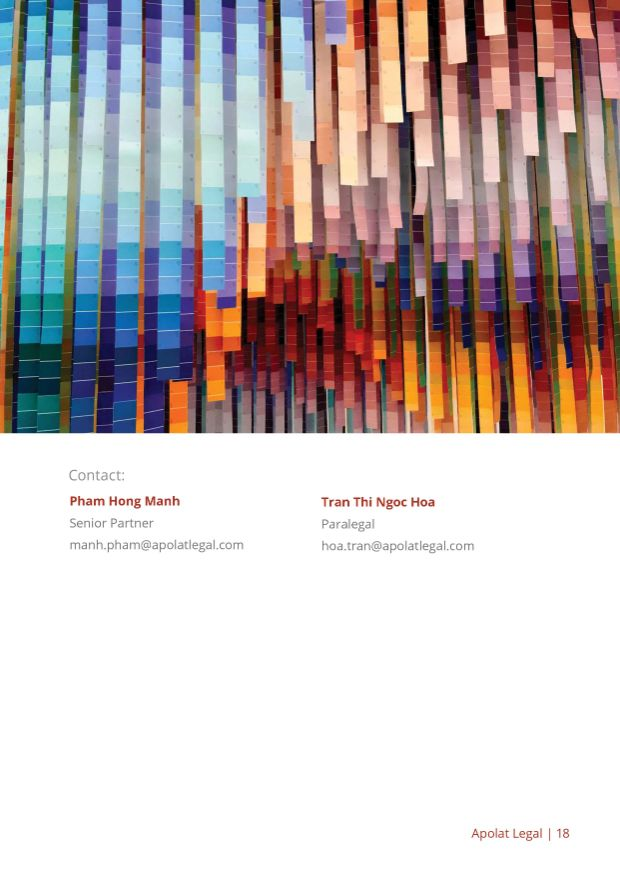 Contact:
Pham Hong Manh
Senior Partner
manh.pham@apolatlegal.com
Tran Thi Ngoc Hoa
Paralegal
hoa.tran@apolatlegal.com
Apolat Legal | 18